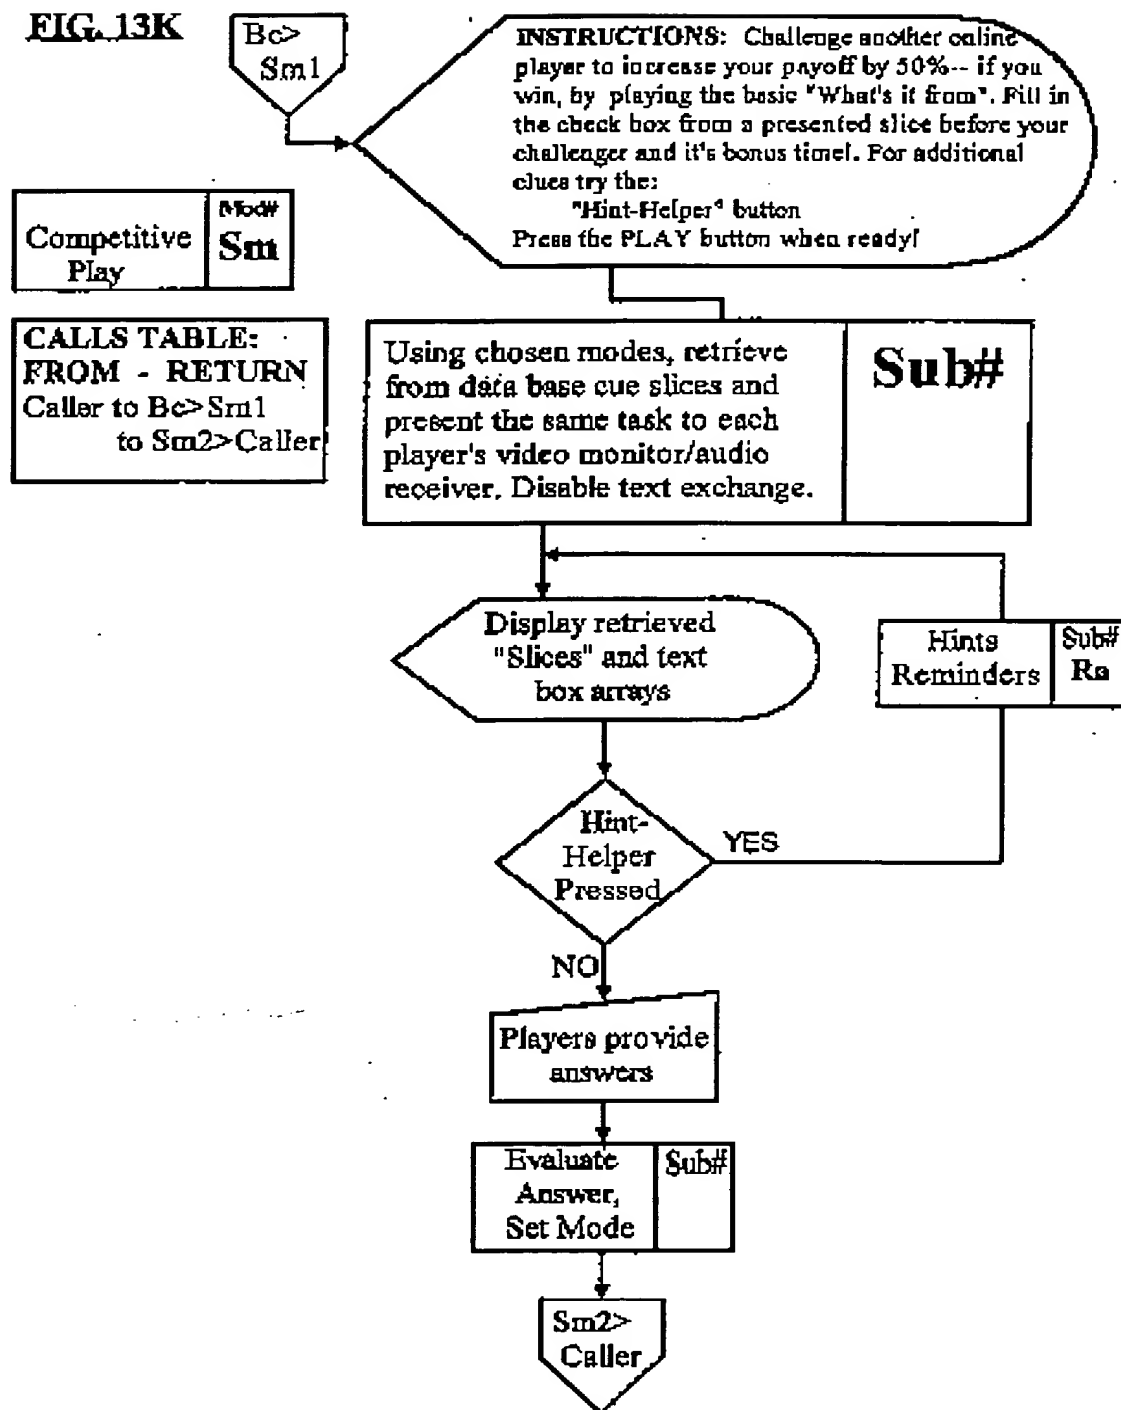 FIG. 13K
Bc>
Sm1
INSTRUCTIONS: Challenge another online
player to increase your payoff by 50%-- if you
win, by playing the basic "What's it from". Fill in
the check box from a presented slice before your
challenger and it's bonus time!. For additional
clues try the:
"Hint-Helper" button
Press the PLAY button when ready!
Competitive
Play
Mod#
Sm
CALLS TABLE:
FROM - RETURN
Caller to Bc>Sm1
to Sm2>Caller
Using chosen modes, retrieve
from data base cue slices and
present the same task to each
player's video monitor/audio
receiver. Disable text exchange.
Sub#
Display retrieved
"Slices" and text
box arrays
Hints
Reminders
Sub#
Ra
Hint-
Helper
Pressed
YES
NO
Players provide
answers
Evaluate
Answer,
Set Mode
Sub#
Sm2>
Caller